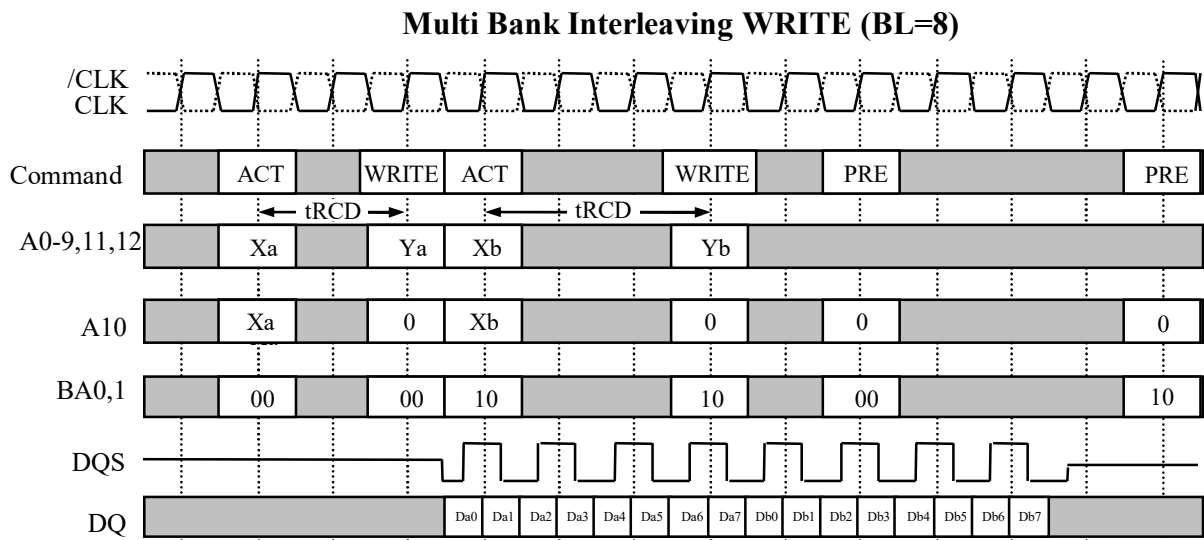 Multi Bank Interleaving WRITE (BL=8)
/CLK
CLK
Command ACT WRITE ACT WRITE PRE PRE
tRCD tRCD
A0-9,11,12 Xa Ya Xb Yb
A10 Xa 0 Xb 0 0 0
BA0,1 00 00 10 10 00 10
DQS
DQ Da0 Da1 Da2 Da3 Da4 Da5 Da6 Da7 Db0 Db1 Db2 Db3 Db4 Db5 Db6 Db7